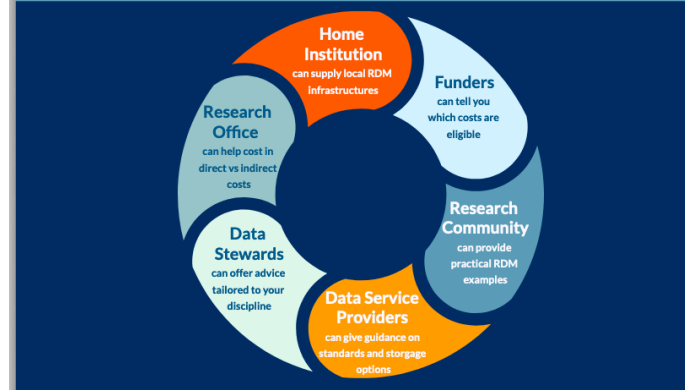 Home
Institution
can supply local RDM
infrastructures
Funders
can tell you
which costs are
eligible
Research
Community
can provide
practical RDM
examples
Data Service
Providers
can give guidance on
standards and storgage
options
Data
Stewards
can offer advice
tailored to your
discipline
Research
Office
can help cost in
direct vs indirect
costs